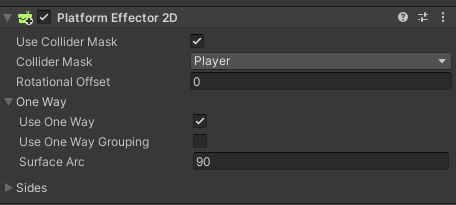 Platform Effector 2D
Use Collider Mask
Collider Mask Player
Rotational Offset 0
One Way
Use One Way
Use One Way Grouping
Surface Arc 90
Sides